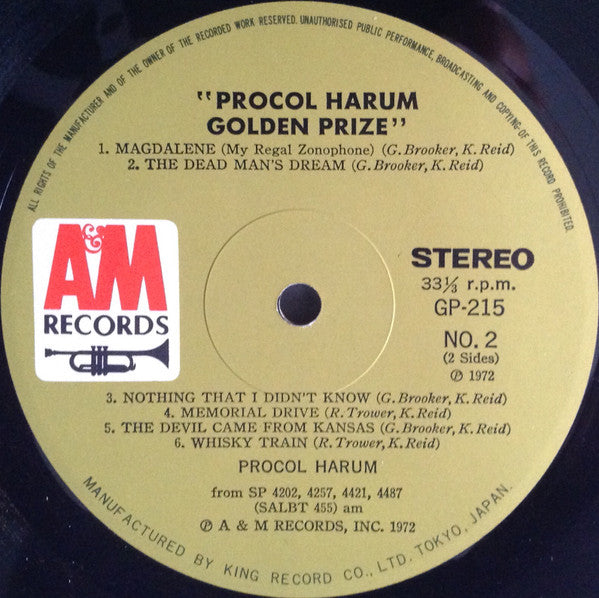 ALL RIGHTS OF THE MANUFACTURER AND OF THE OWNER OF THE RECORDED WORK RESERVED. UNAUTHORISED PUBLIC PERFORMANCE, BROADCASTING AND COPYING OF THIS RECORD PROHIBITED.
"PROCOL HARUM
GOLDEN PRIZE"
1. MAGDALENE (My Regal Zonophone) (G. Brooker, K. Reid)
2. THE DEAD MAN'S DREAM (G. Brooker, K. Reid)
A&M
RECORDS
STEREO
33⅓ r.p.m.
GP-215
NO. 2
(2 Sides)
℗ 1972
3. NOTHING THAT I DIDN'T KNOW (G. Brooker, K. Reid)
4. MEMORIAL DRIVE (R. Trower, K. Reid)
5. THE DEVIL CAME FROM KANSAS (G. Brooker, K. Reid)
6. WHISKY TRAIN (R. Trower, K. Reid)
PROCOL HARUM
from SP 4202, 4257, 4421, 4487
(SALBT 455) am
℗ A & M RECORDS, INC. 1972
MANUFACTURED BY KING RECORD CO., LTD. TOKYO, JAPAN.